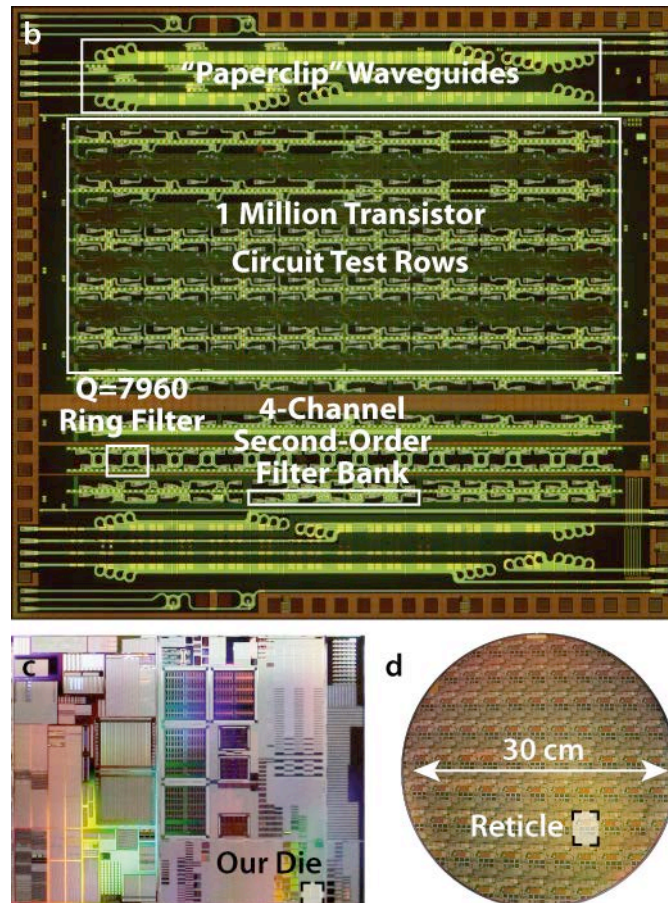 b
"Paperclip" Waveguides
1 Million Transistor
Circuit Test Rows
Q=7960
Ring Filter
4-Channel
Second-Order
Filter Bank
c
Our Die
d
30 cm
Reticle